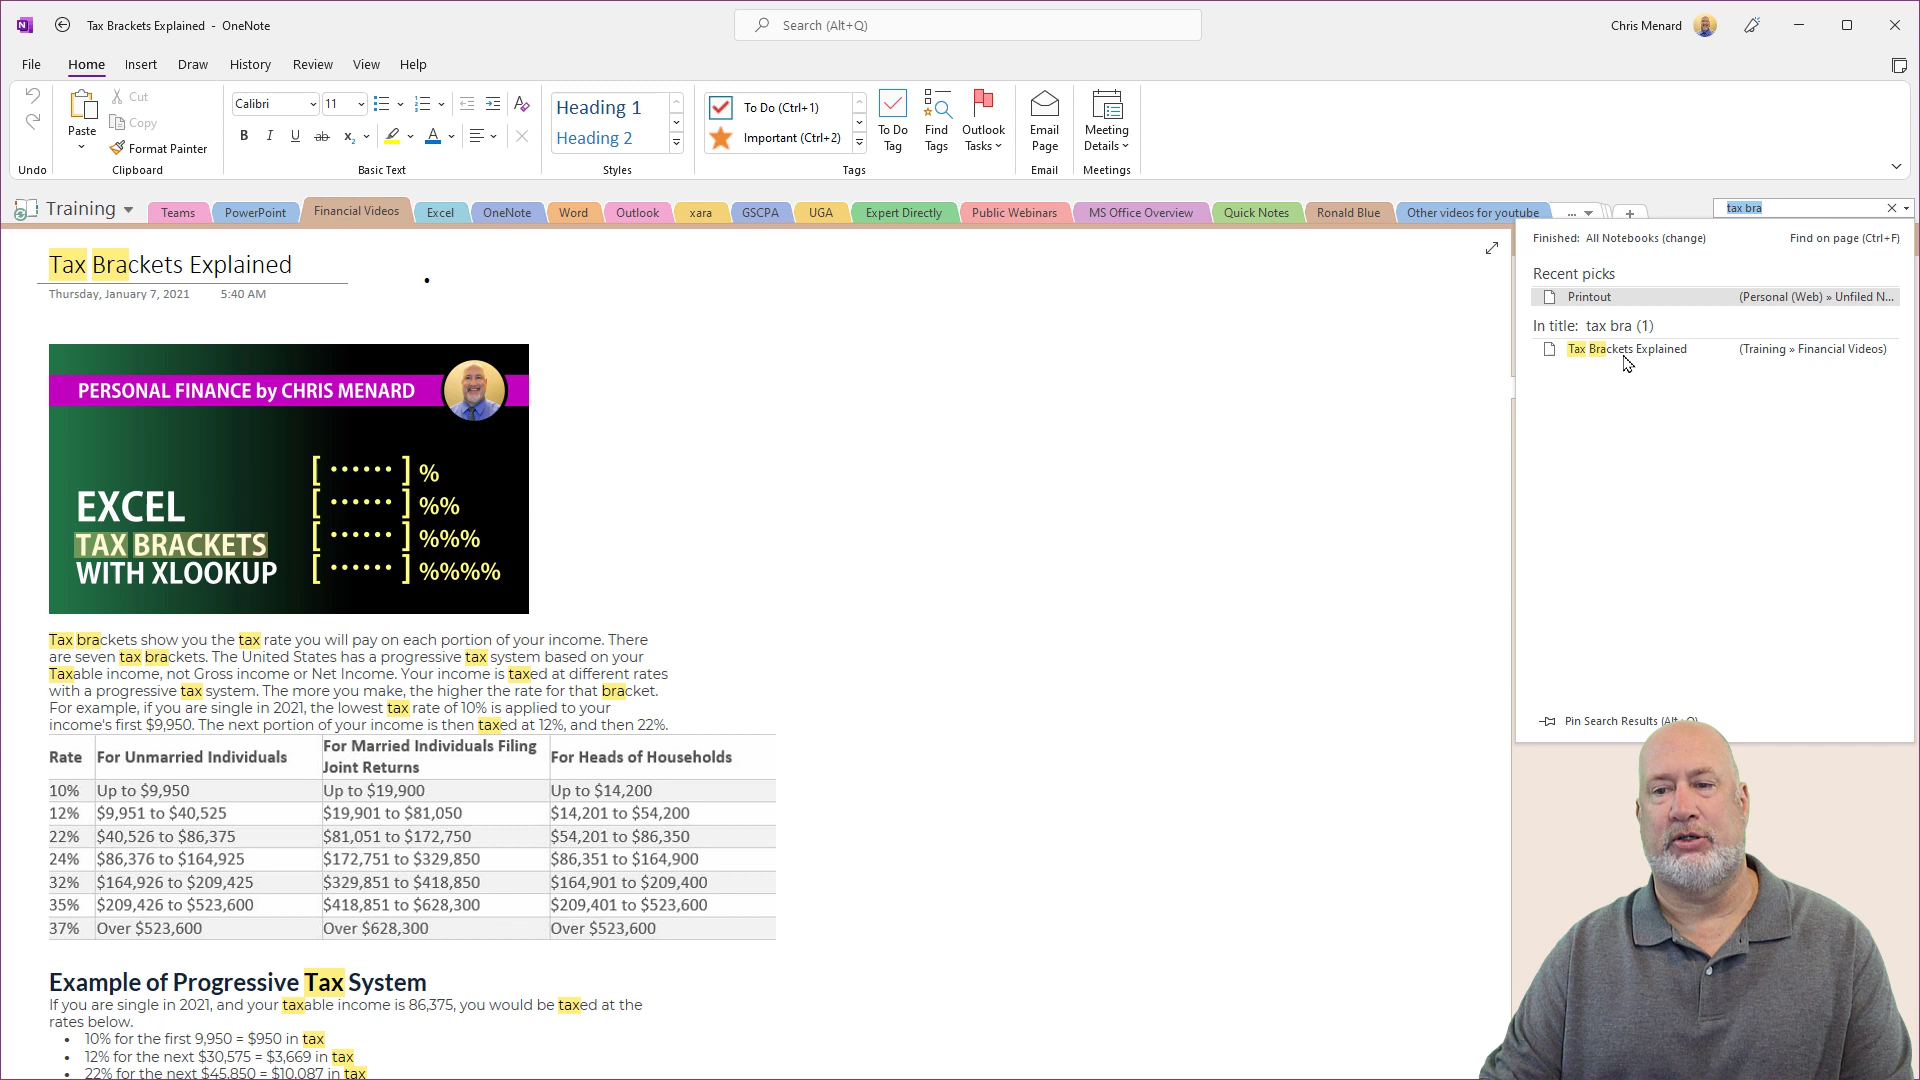 Tax Brackets Explained - OneNote
Search (Alt+Q)
Chris Menard
File Home Insert Draw History Review View Help
Paste
Cut
Copy
Format Painter
Calibri 11
B I U ab x₂ A A
Heading 1
Heading 2
To Do (Ctrl+1)
Important (Ctrl+2)
To Do
Tag
Find
Tags
Outlook
Tasks
Email
Page
Meeting
Details
Undo Clipboard Basic Text Styles Tags Email Meetings
Training Teams PowerPoint Financial Videos Excel OneNote Word Outlook xara GSCPA UGA Expert Directly Public Webinars MS Office Overview Quick Notes Ronald Blue Other videos for youtube ... +
tax bra
Finished: All Notebooks (change) Find on page (Ctrl+F)
Recent picks
Printout (Personal (Web) » Unfiled N...
In title: tax bra (1)
Tax Brackets Explained (Training » Financial Videos)
Pin Search Results (Alt+O)
Tax Brackets Explained
Thursday, January 7, 2021 5:40 AM
PERSONAL FINANCE by CHRIS MENARD
EXCEL
TAX BRACKETS
WITH XLOOKUP
[ ······ ] %
[ ······ ] %%
[ ······ ] %%%
[ ······ ] %%%%
Tax brackets show you the tax rate you will pay on each portion of your income. There
are seven tax brackets. The United States has a progressive tax system based on your
Taxable income, not Gross income or Net Income. Your income is taxed at different rates
with a progressive tax system. The more you make, the higher the rate for that bracket.
For example, if you are single in 2021, the lowest tax rate of 10% is applied to your
income's first $9,950. The next portion of your income is then taxed at 12%, and then 22%.
Rate For Unmarried Individuals For Married Individuals Filing Joint Returns For Heads of Households
10% Up to $9,950 Up to $19,900 Up to $14,200
12% $9,951 to $40,525 $19,901 to $81,050 $14,201 to $54,200
22% $40,526 to $86,375 $81,051 to $172,750 $54,201 to $86,350
24% $86,376 to $164,925 $172,751 to $329,850 $86,351 to $164,900
32% $164,926 to $209,425 $329,851 to $418,850 $164,901 to $209,400
35% $209,426 to $523,600 $418,851 to $628,300 $209,401 to $523,600
37% Over $523,600 Over $628,300 Over $523,600
Example of Progressive Tax System
If you are single in 2021, and your taxable income is 86,375, you would be taxed at the
rates below.
• 10% for the first 9,950 = $950 in tax
• 12% for the next $30,575 = $3,669 in tax
• 22% for the next $45,850 = $10,087 in tax